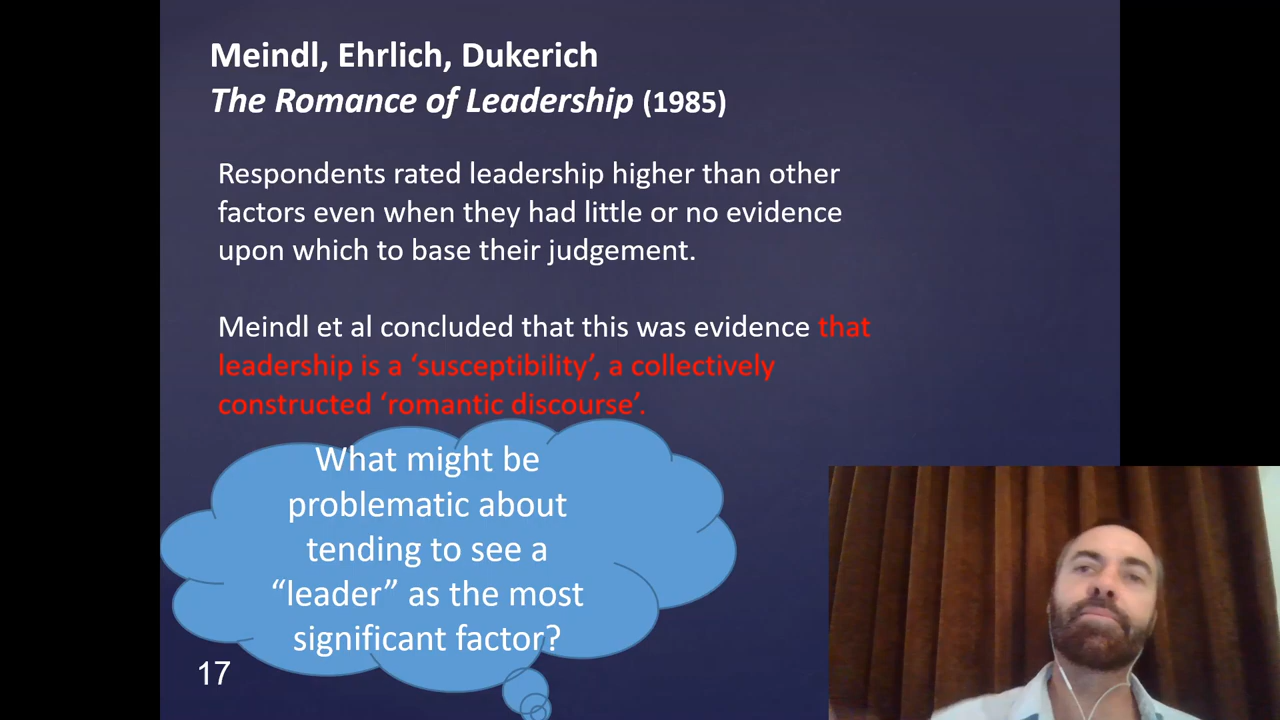 Meindl, Ehrlich, Dukerich
The Romance of Leadership (1985)
Respondents rated leadership higher than other
factors even when they had little or no evidence
upon which to base their judgement.
Meindl et al concluded that this was evidence that
leadership is a ‘susceptibility’, a collectively
constructed ‘romantic discourse’.
What might be
problematic about
tending to see a
“leader” as the most
significant factor?
17